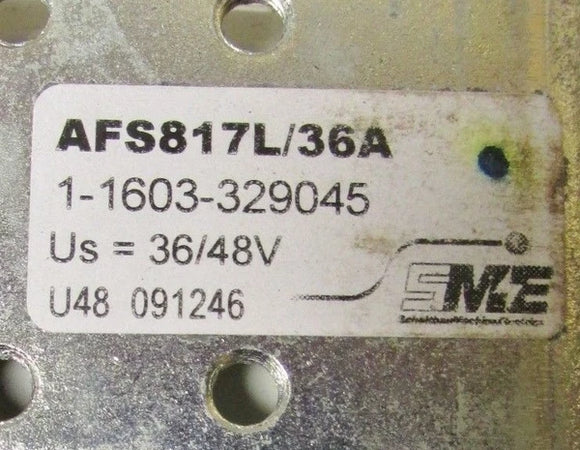 AFS817L/36A
1-1603-329045
Us = 36/48V
U48 091246
SME